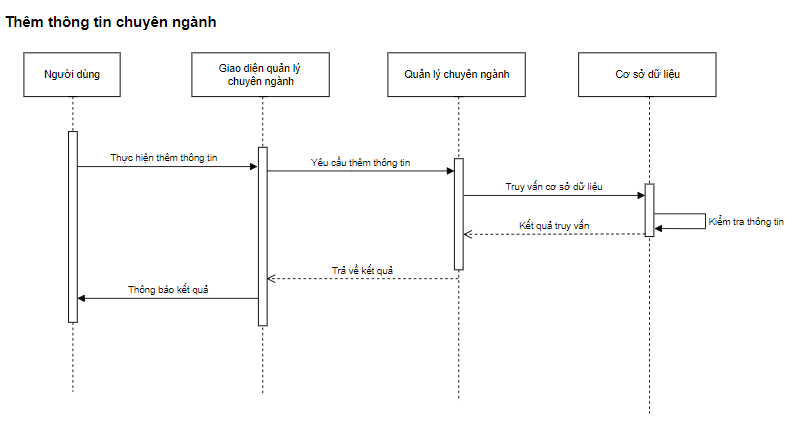 Thêm thông tin chuyên ngành
Người dùng
Giao diện quản lý
chuyên ngành
Quản lý chuyên ngành
Cơ sở dữ liệu
Thực hiện thêm thông tin
Yêu cầu thêm thông tin
Truy vấn cơ sở dữ liệu
Kiểm tra thông tin
Kết quả truy vấn
Trả về kết quả
Thông báo kết quả